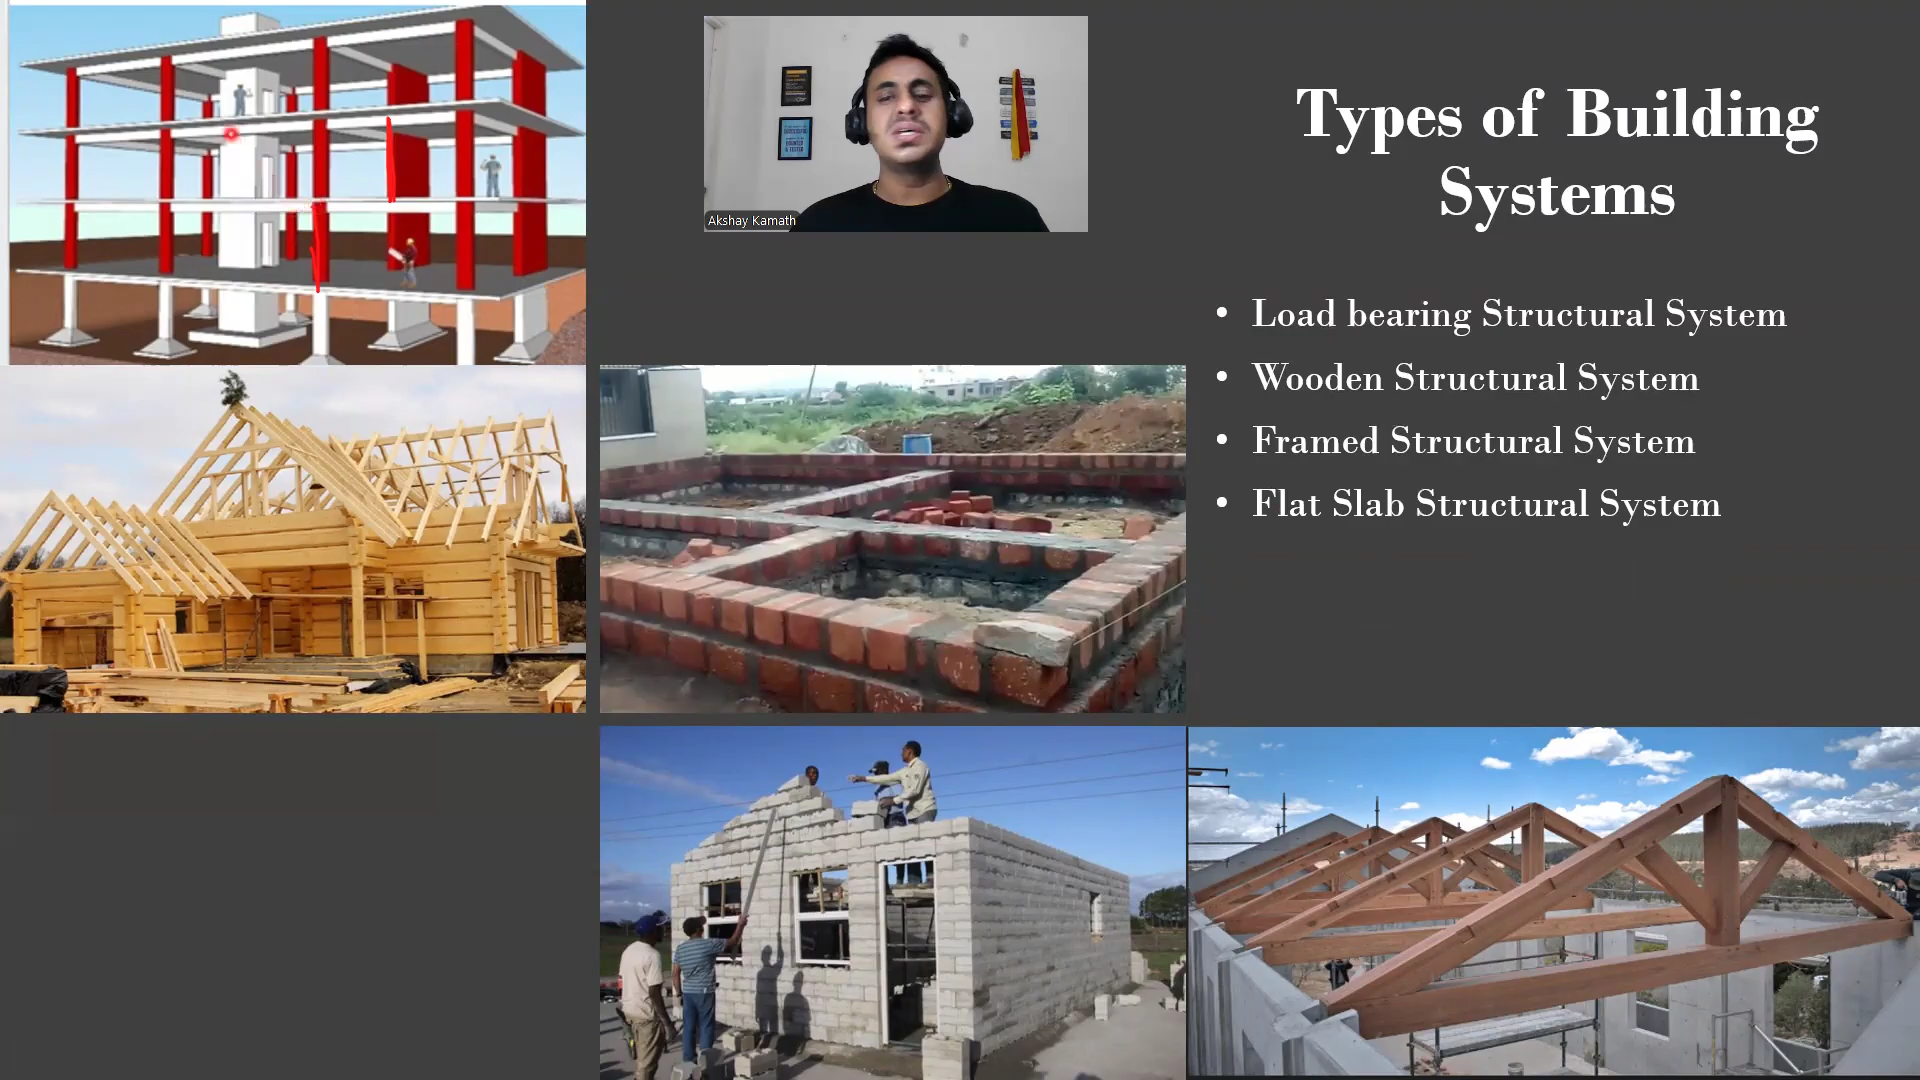 Akshay Kamath
Types of Building
Systems
• Load bearing Structural System
• Wooden Structural System
• Framed Structural System
• Flat Slab Structural System